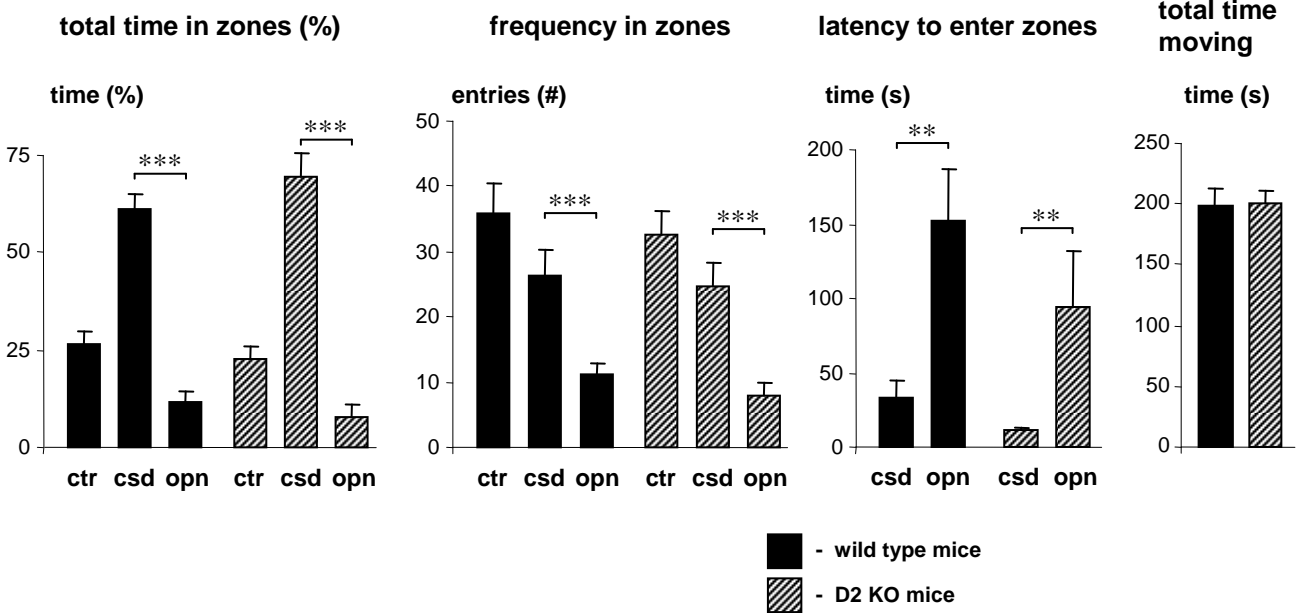 total time in zones (%)
frequency in zones
latency to enter zones
total time
moving
time (%)
75
50
25
0
***
***
ctr csd opn ctr csd opn
entries (#)
50
40
30
20
10
0
***
***
ctr csd opn ctr csd opn
time (s)
200
150
100
50
0
**
**
csd opn csd opn
time (s)
250
200
150
100
50
0
- wild type mice
- D2 KO mice